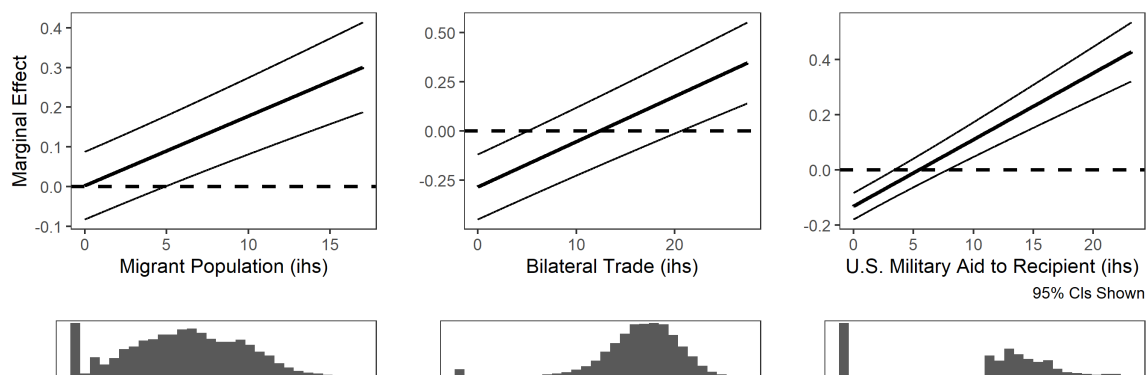 Marginal Effect
0.4
0.3
0.2
0.1
0.0
-0.1
0 5 10 15
Migrant Population (ihs)
0.50
0.25
0.00
-0.25
0 10 20
Bilateral Trade (ihs)
0.4
0.2
0.0
-0.2
0 5 10 15 20
U.S. Military Aid to Recipient (ihs)
95% CIs Shown